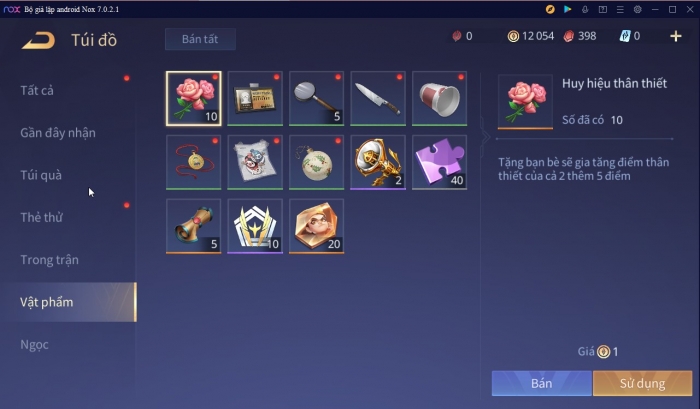 nox Bộ giả lập android Nox 7.0.2.1
Túi đồ
Bán tất
0
12 054
398
0
Tất cả
Gần đây nhận
Túi quà
Thẻ thử
Trong trận
Vật phẩm
Ngọc
10
5
2
40
5
10
20
Huy hiệu thân thiết
Số đã có 10
Tặng bạn bè sẽ gia tăng điểm thân
thiết của cả 2 thêm 5 điểm
Giá 1
Bán
Sử dụng